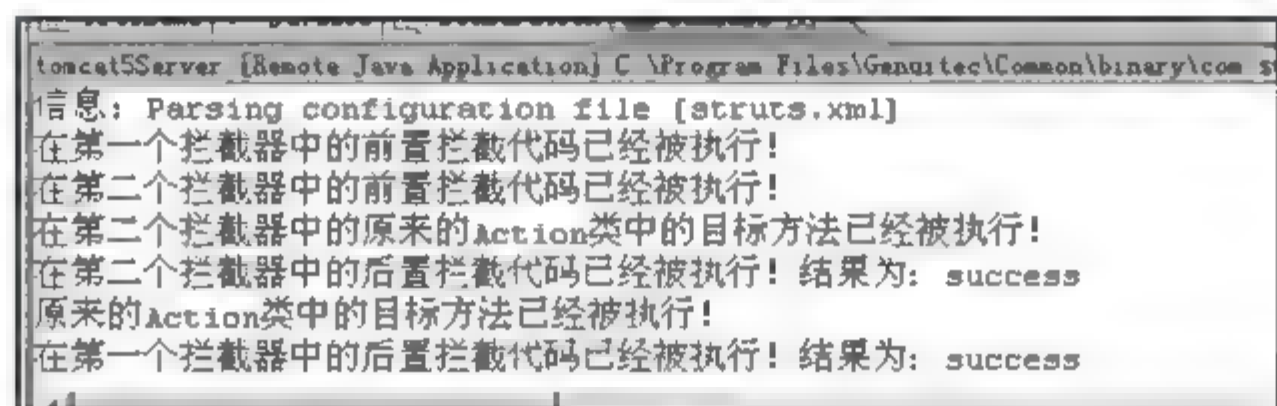 tomcat5Server [Remote Java Application] C \Program Files\Genuitec\Common\binary\com
信息: Parsing configuration file [struts.xml]
在第一个拦截器中的前置拦截代码已经被执行!
在第二个拦截器中的前置拦截代码已经被执行!
在第二个拦截器中的原来的Action类中的目标方法已经被执行!
在第二个拦截器中的后置拦截代码已经被执行! 结果为: success
原来的Action类中的目标方法已经被执行!
在第一个拦截器中的后置拦截代码已经被执行! 结果为: success